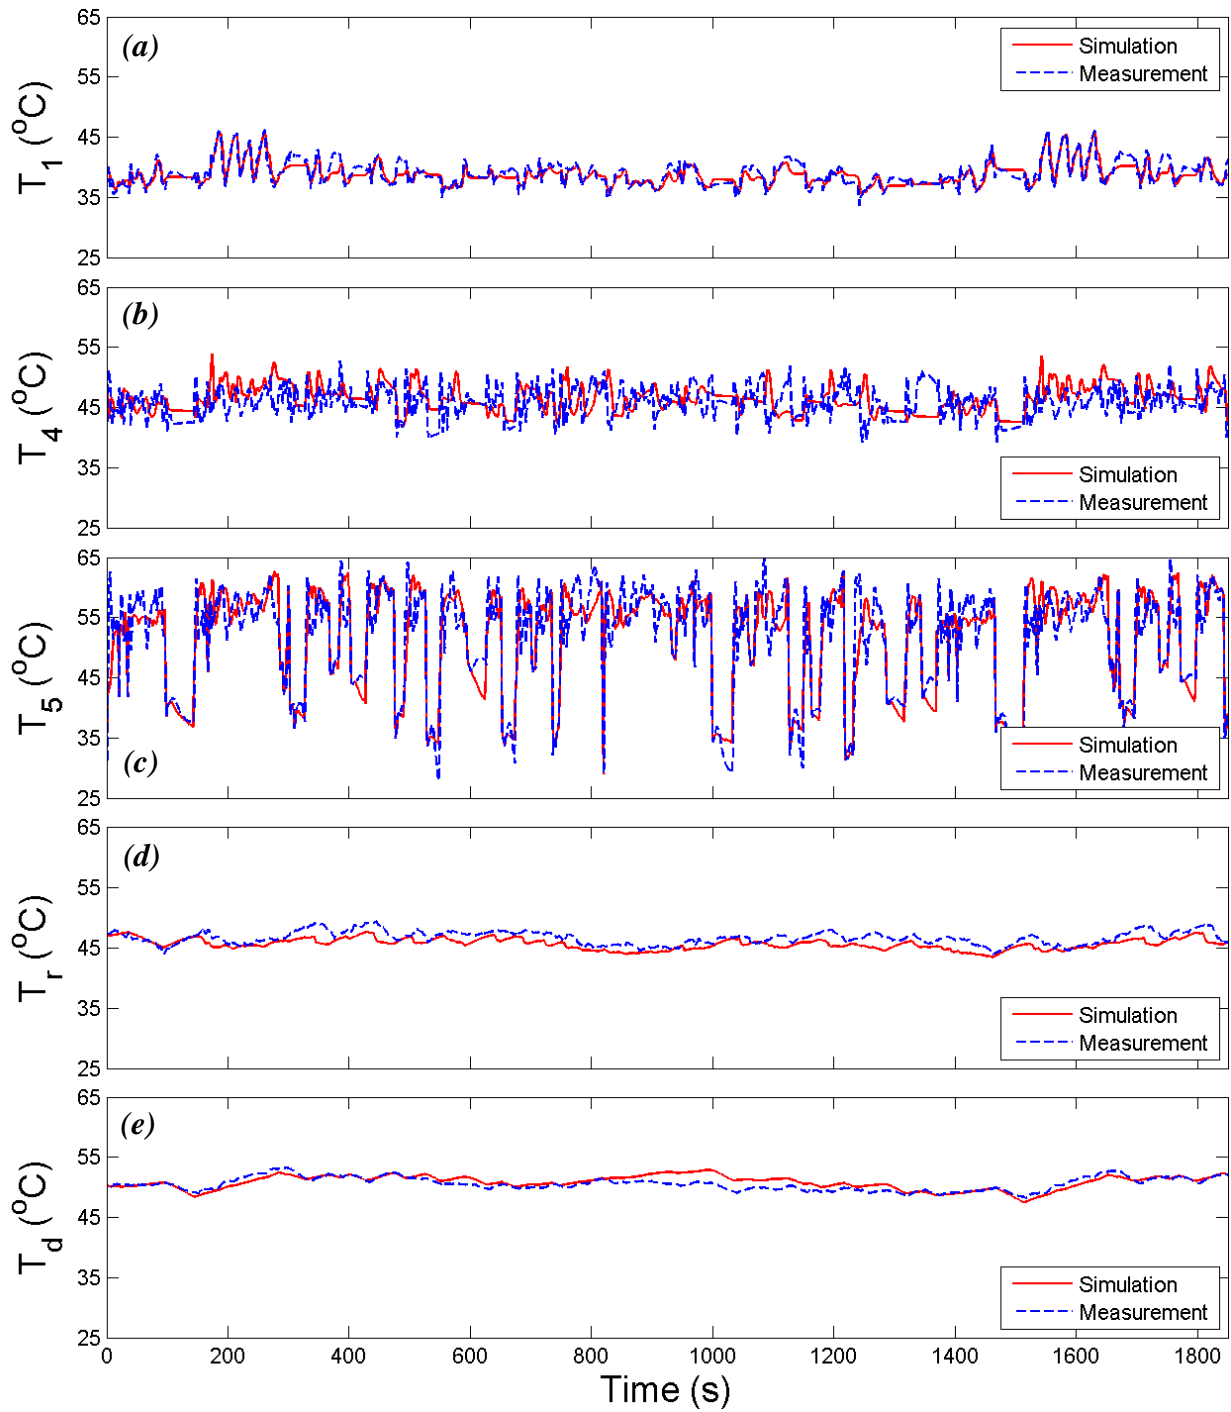 (a)
T1 (oC)
65
55
45
35
25
Simulation
Measurement
(b)
T4 (oC)
65
55
45
35
25
Simulation
Measurement
(c)
T5 (oC)
65
55
45
35
25
Simulation
Measurement
(d)
Tr (oC)
65
55
45
35
25
Simulation
Measurement
(e)
Td (oC)
65
55
45
35
25
Simulation
Measurement
0 200 400 600 800 1000 1200 1400 1600 1800
Time (s)